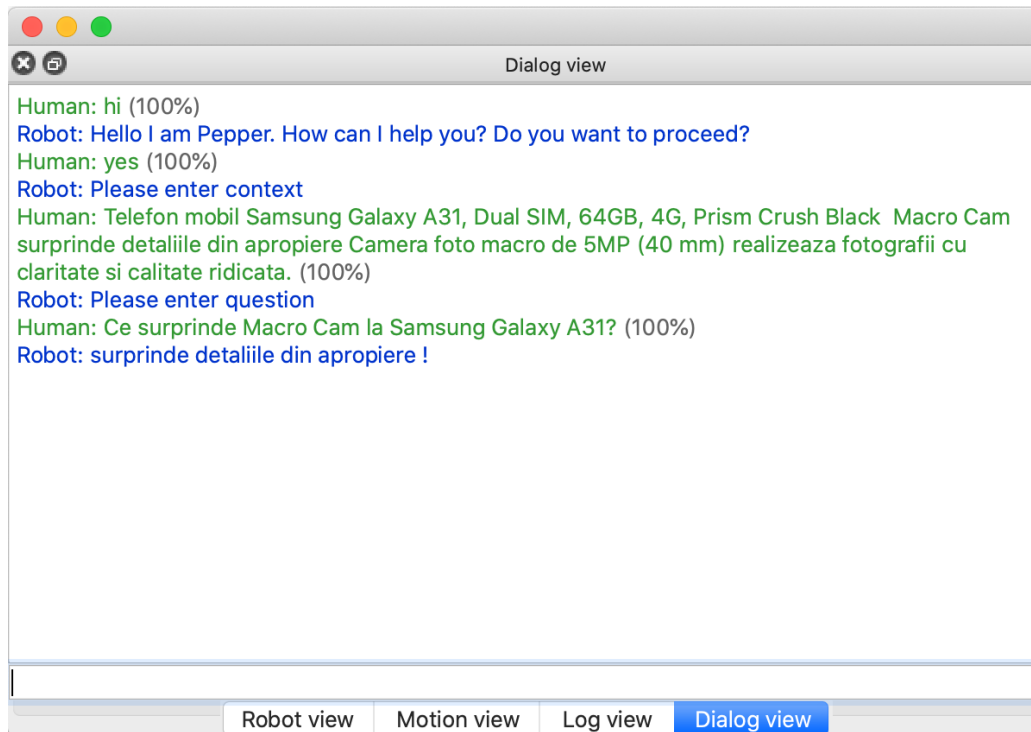 Dialog view
Human: hi (100%)
Robot: Hello I am Pepper. How can I help you? Do you want to proceed?
Human: yes (100%)
Robot: Please enter context
Human: Telefon mobil Samsung Galaxy A31, Dual SIM, 64GB, 4G, Prism Crush Black  Macro Cam
surprinde detaliile din apropiere Camera foto macro de 5MP (40 mm) realizeaza fotografii cu
claritate si calitate ridicata. (100%)
Robot: Please enter question
Human: Ce surprinde Macro Cam la Samsung Galaxy A31? (100%)
Robot: surprinde detaliile din apropiere !
Robot view Motion view Log view Dialog view